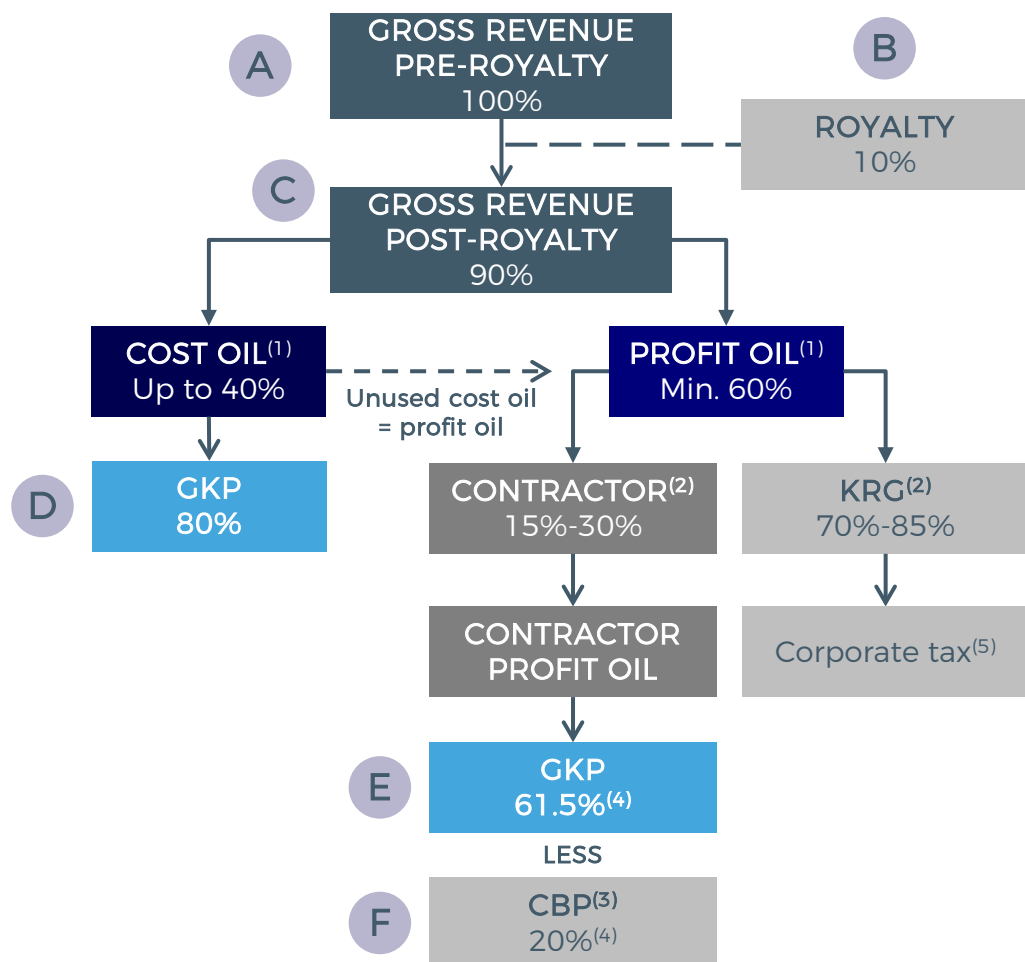 A
GROSS REVENUE
PRE-ROYALTY
100%
B
ROYALTY
10%
C
GROSS REVENUE
POST-ROYALTY
90%
COST OIL(1)
Up to 40%
Unused cost oil
= profit oil
PROFIT OIL(1)
Min. 60%
D
GKP
80%
CONTRACTOR(2)
15%-30%
KRG(2)
70%-85%
CONTRACTOR
PROFIT OIL
Corporate tax(5)
E
GKP
61.5%(4)
LESS
F
CBP(3)
20%(4)